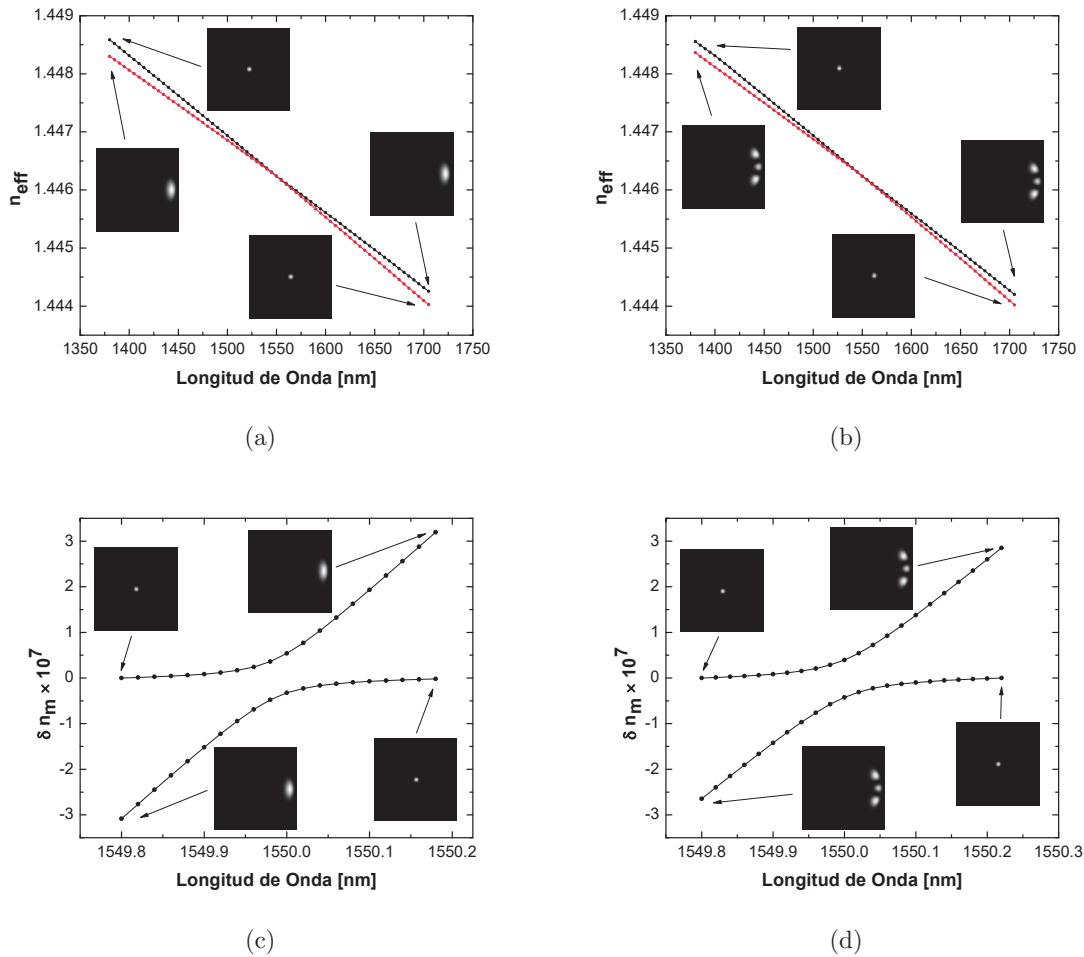 1.449
1.448
1.447
1.446
1.445
1.444
n_eff
1350 1400 1450 1500 1550 1600 1650 1700 1750
Longitud de Onda [nm]
(a)
1.449
1.448
1.447
1.446
1.445
1.444
n_eff
1350 1400 1450 1500 1550 1600 1650 1700 1750
Longitud de Onda [nm]
(b)
3
2
1
0
-1
-2
-3
δ n_m × 10^7
1549.8 1549.9 1550.0 1550.1 1550.2
Longitud de Onda [nm]
(c)
3
2
1
0
-1
-2
-3
δ n_m × 10^7
1549.8 1549.9 1550.0 1550.1 1550.2 1550.3
Longitud de Onda [nm]
(d)